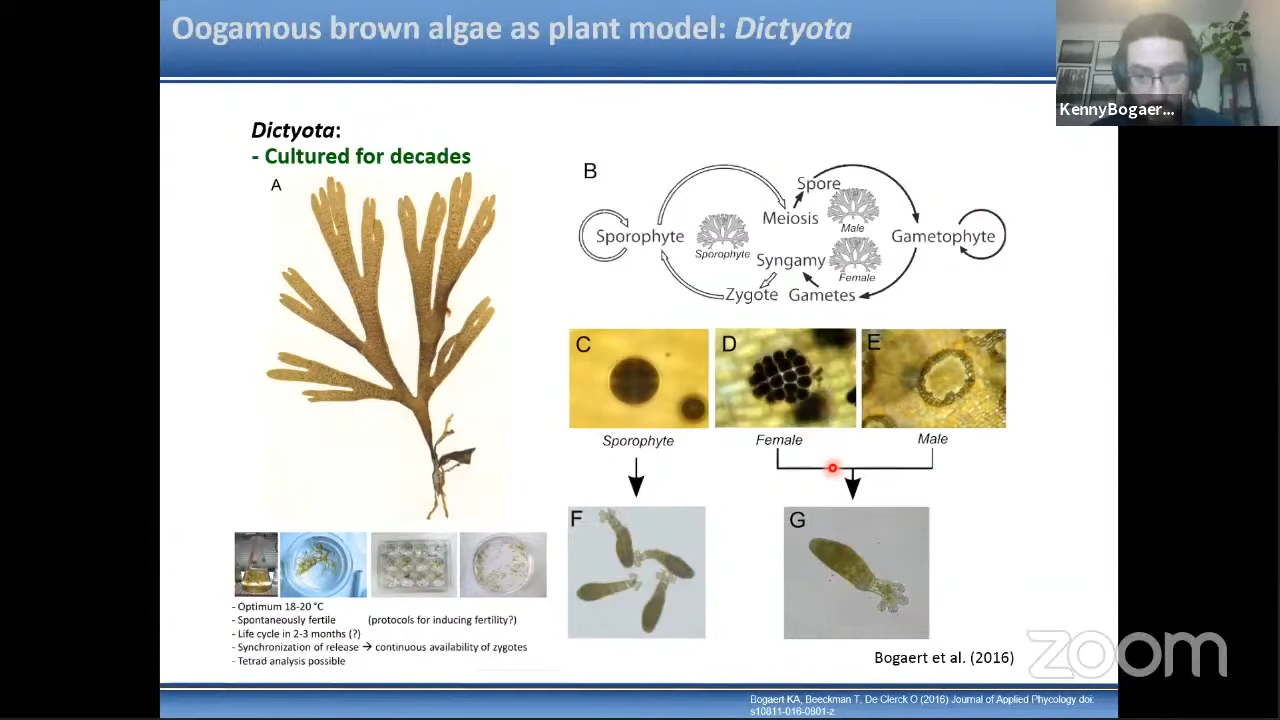 Oogamous brown algae as plant model: Dictyota
KennyBogaer...
Dictyota:
- Cultured for decades
A
B
Spore
Meiosis
Male
Sporophyte
Sporophyte
Gametophyte
Syngamy
Female
Zygote
Gametes
C
D
E
Sporophyte
Female
Male
F
G
- Optimum 18-20 °C
- Spontaneously fertile (protocols for inducing fertility?)
- Life cycle in 2-3 months (?)
- Synchronization of release → continuous availability of zygotes
- Tetrad analysis possible
Bogaert et al. (2016)
zoom
Bogaert KA, Beeckman T, De Clerck O (2016) Journal of Applied Phycology doi:
s10811-016-0801-z